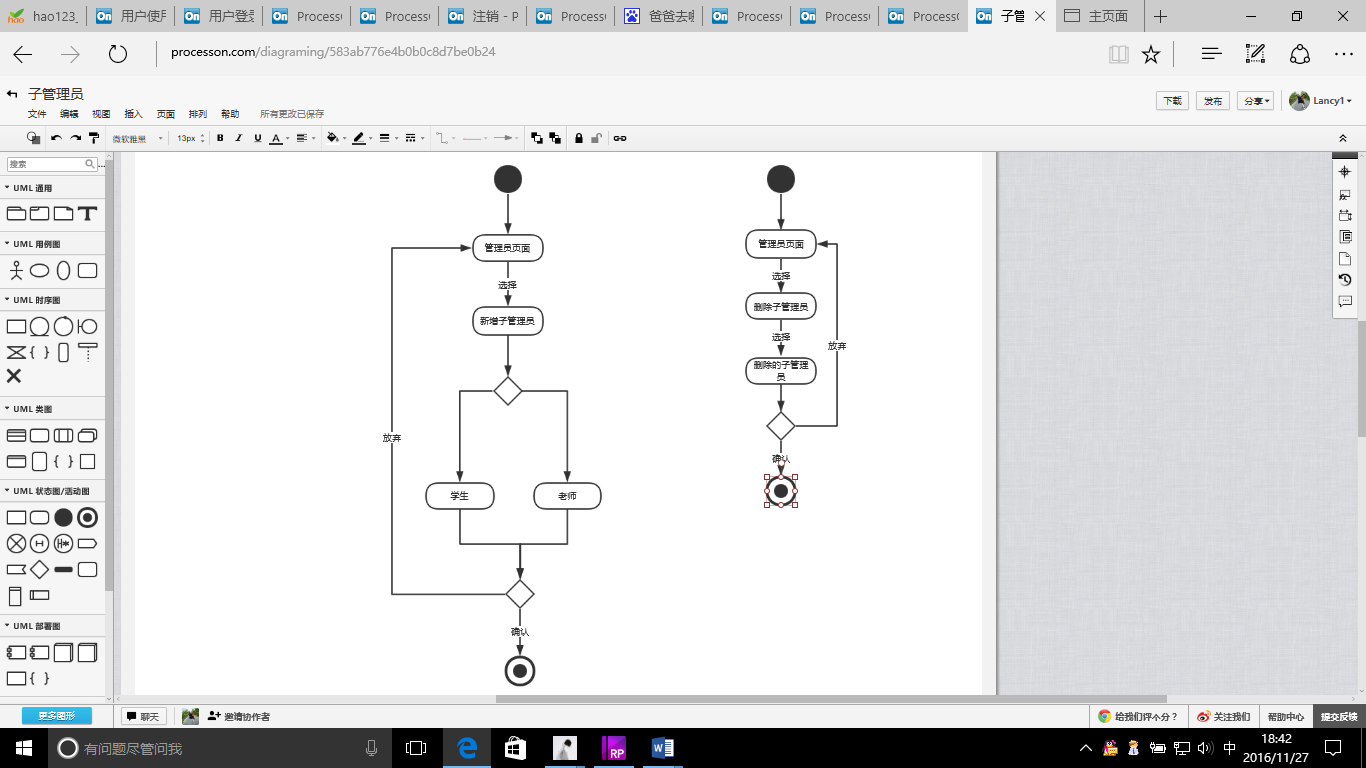 hao123_
用户使用
用户登录
ProcessO
ProcessO
注销 - P
ProcessO
爸爸去哪
ProcessO
ProcessO
ProcessO
子管
主页面
processon.com/diagraming/583ab776e4b0b0c8d7be0b24
子管理员
文件 编辑 视图 插入 页面 排列 帮助 所有更改已保存
下载 发布 分享 Lancy1
微软雅黑 13px B I U A
搜索
UML 通用
UML 用例图
UML 时序图
UML 类图
UML 状态图/活动图
UML 部署图
更多图形
管理员页面
选择
新增子管理员
放弃
学生
老师
确认
管理员页面
选择
删除子管理员
选择
放弃
删除的子管理
员
确认
聊天 邀请协作者
给我们评个分？ 关注我们 帮助中心 提交反馈
有问题尽管问我
RP
中
18:42
2016/11/27